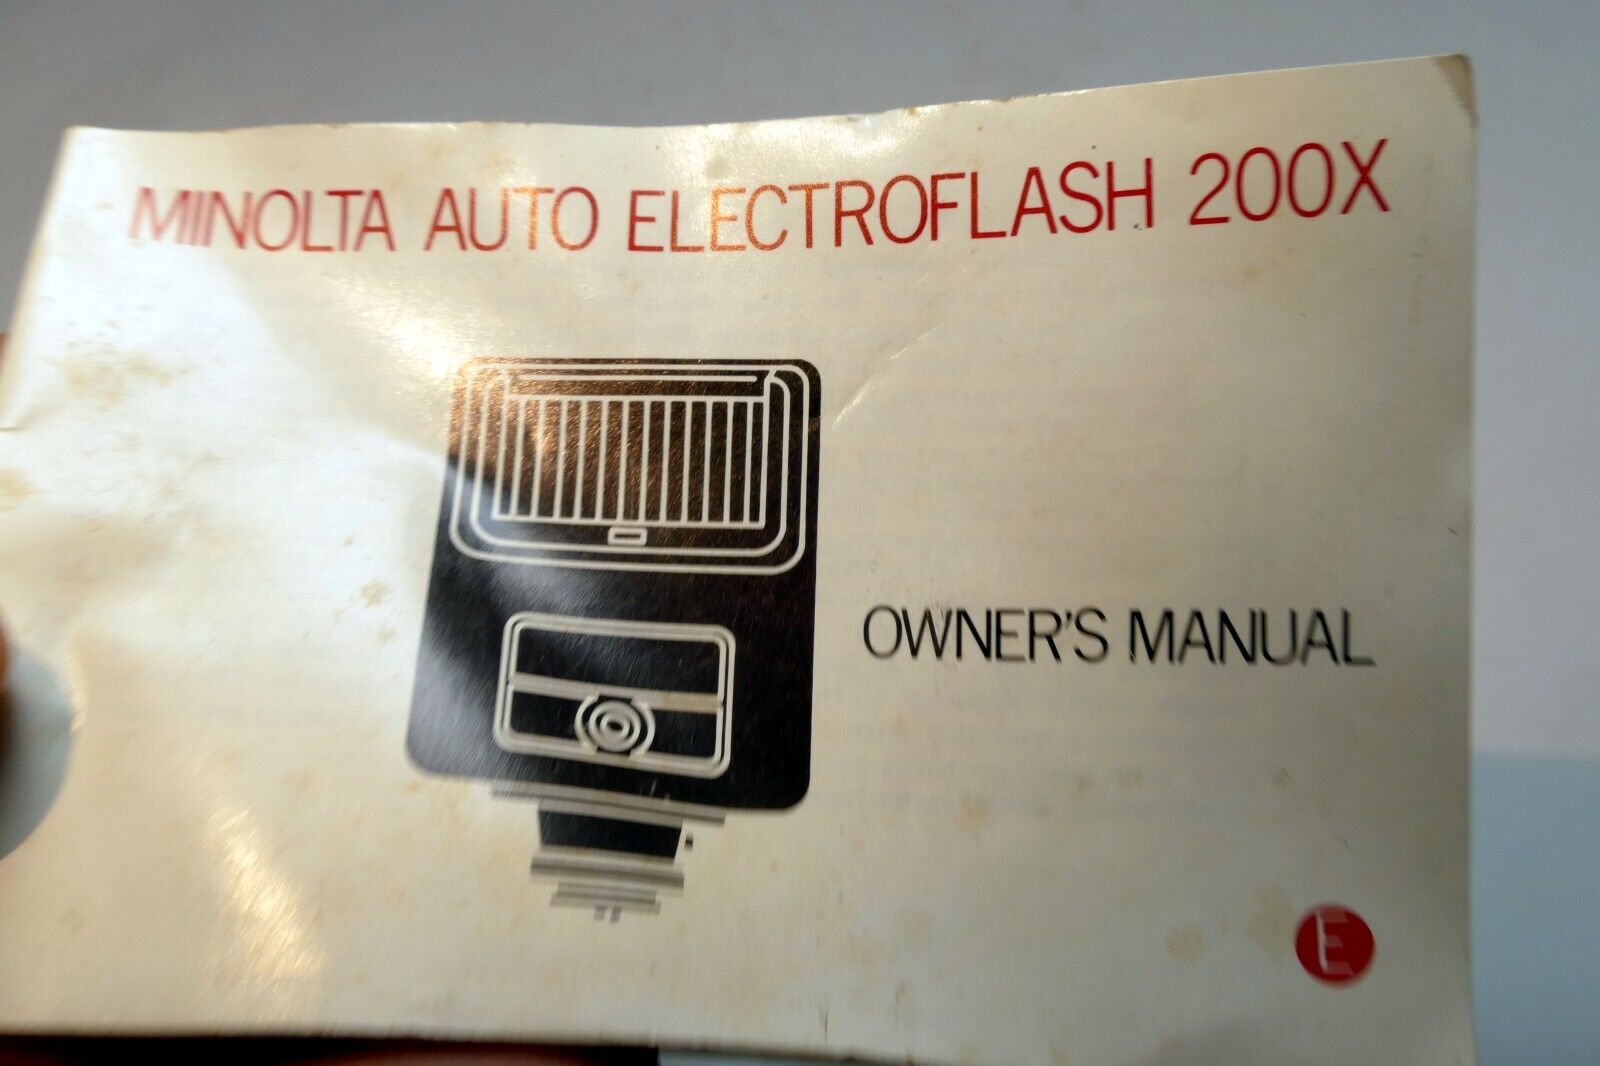 MINOLTA AUTO ELECTROFLASH 200X
OWNER'S MANUAL
E